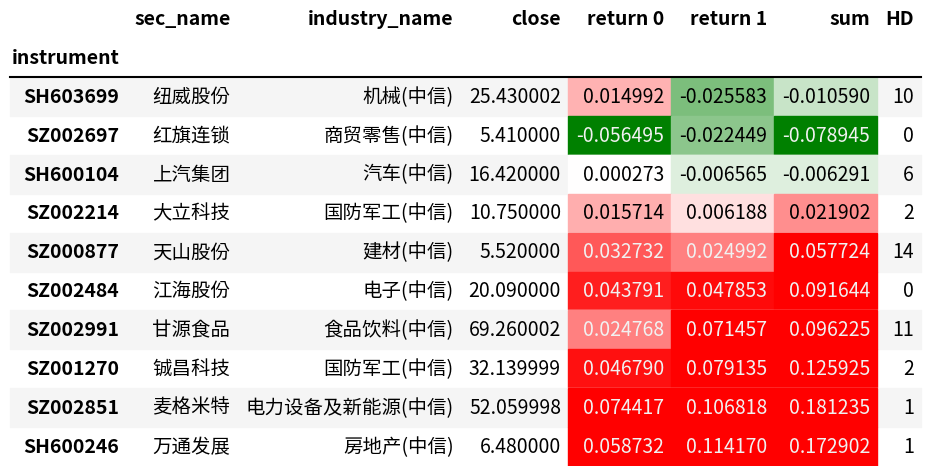 sec_name industry_name close return 0 return 1 sum HD
instrument
SH603699 纽威股份 机械(中信) 25.430002 0.014992 -0.025583 -0.010590 10
SZ002697 红旗连锁 商贸零售(中信) 5.410000 -0.056495 -0.022449 -0.078945 0
SH600104 上汽集团 汽车(中信) 16.420000 0.000273 -0.006565 -0.006291 6
SZ002214 大立科技 国防军工(中信) 10.750000 0.015714 0.006188 0.021902 2
SZ000877 天山股份 建材(中信) 5.520000 0.032732 0.024992 0.057724 14
SZ002484 江海股份 电子(中信) 20.090000 0.043791 0.047853 0.091644 0
SZ002991 甘源食品 食品饮料(中信) 69.260002 0.024768 0.071457 0.096225 11
SZ001270 铖昌科技 国防军工(中信) 32.139999 0.046790 0.079135 0.125925 2
SZ002851 麦格米特 电力设备及新能源(中信) 52.059998 0.074417 0.106818 0.181235 1
SH600246 万通发展 房地产(中信) 6.480000 0.058732 0.114170 0.172902 1